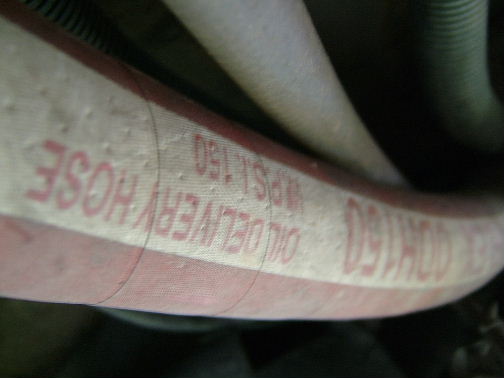 OIL DELIVERY HOSE
W.P. S.L 150
ODH150